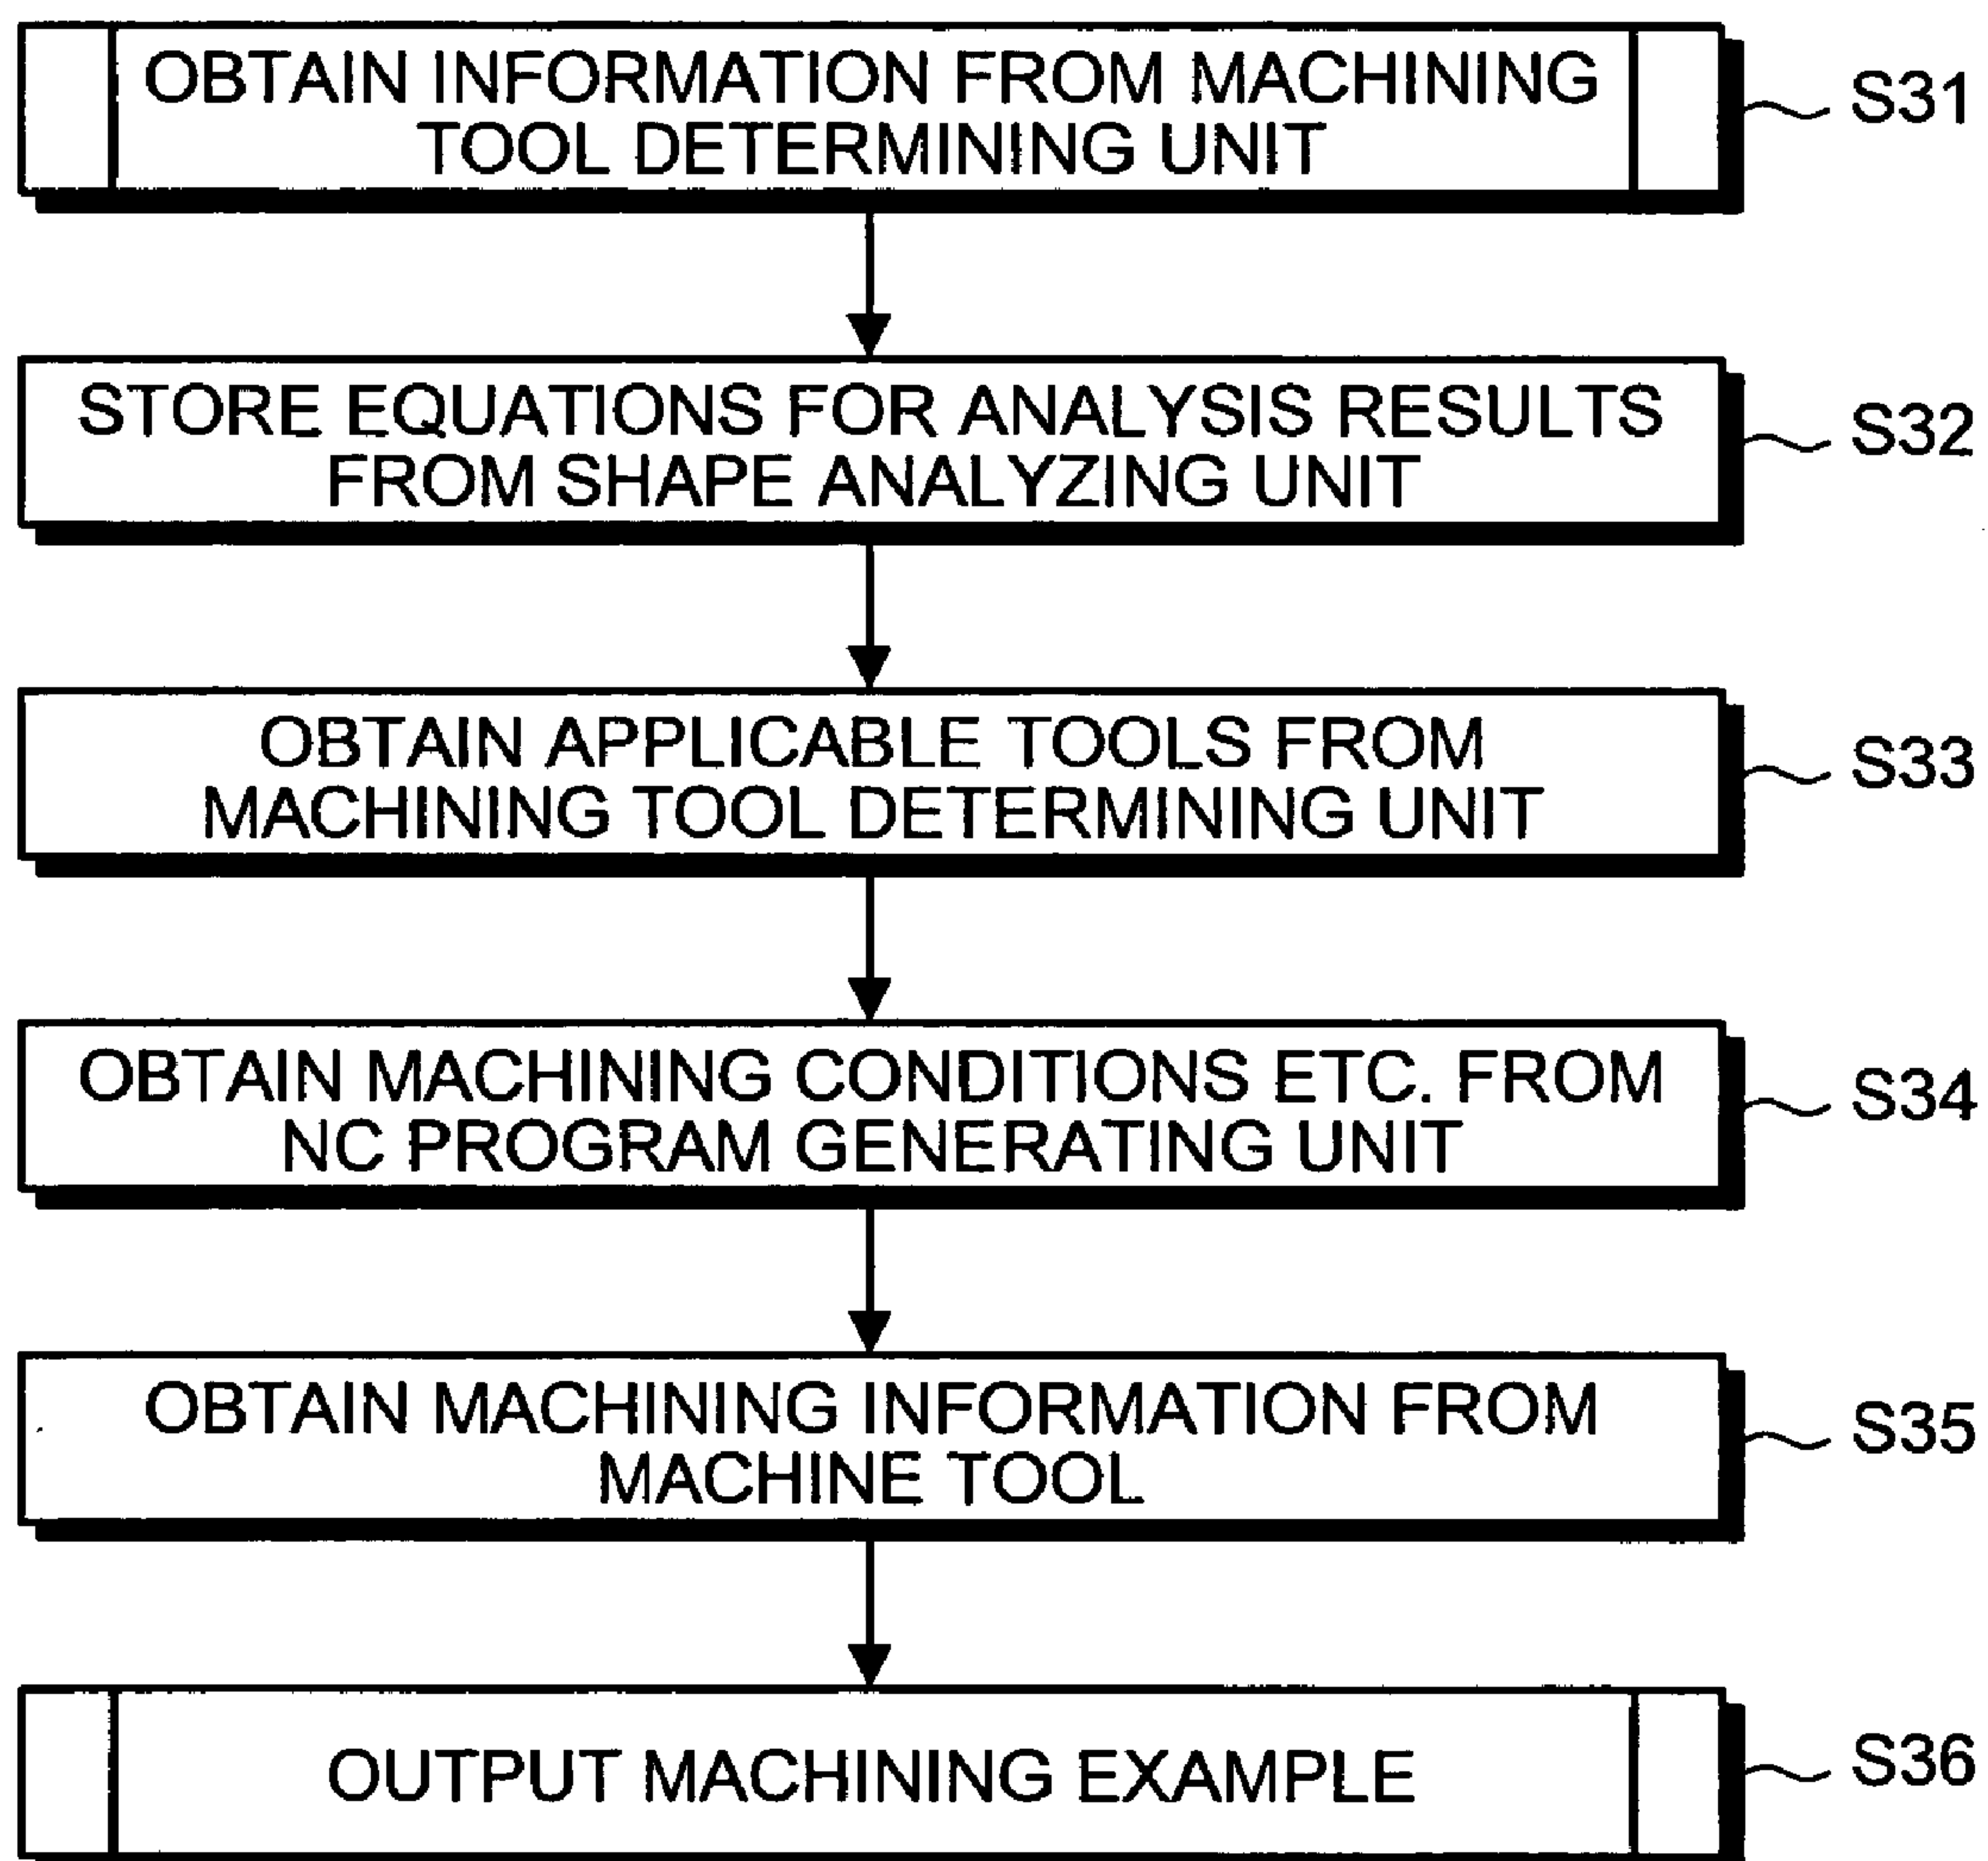 OBTAIN INFORMATION FROM MACHINING
TOOL DETERMINING UNIT
S31
STORE EQUATIONS FOR ANALYSIS RESULTS
FROM SHAPE ANALYZING UNIT
S32
OBTAIN APPLICABLE TOOLS FROM
MACHINING TOOL DETERMINING UNIT
S33
OBTAIN MACHINING CONDITIONS ETC. FROM
NC PROGRAM GENERATING UNIT
S34
OBTAIN MACHINING INFORMATION FROM
MACHINE TOOL
S35
OUTPUT MACHINING EXAMPLE
S36